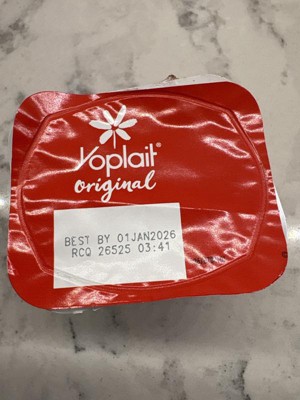 Yoplait®
original
BEST BY 01JAN2026
RCQ 26525 03:41